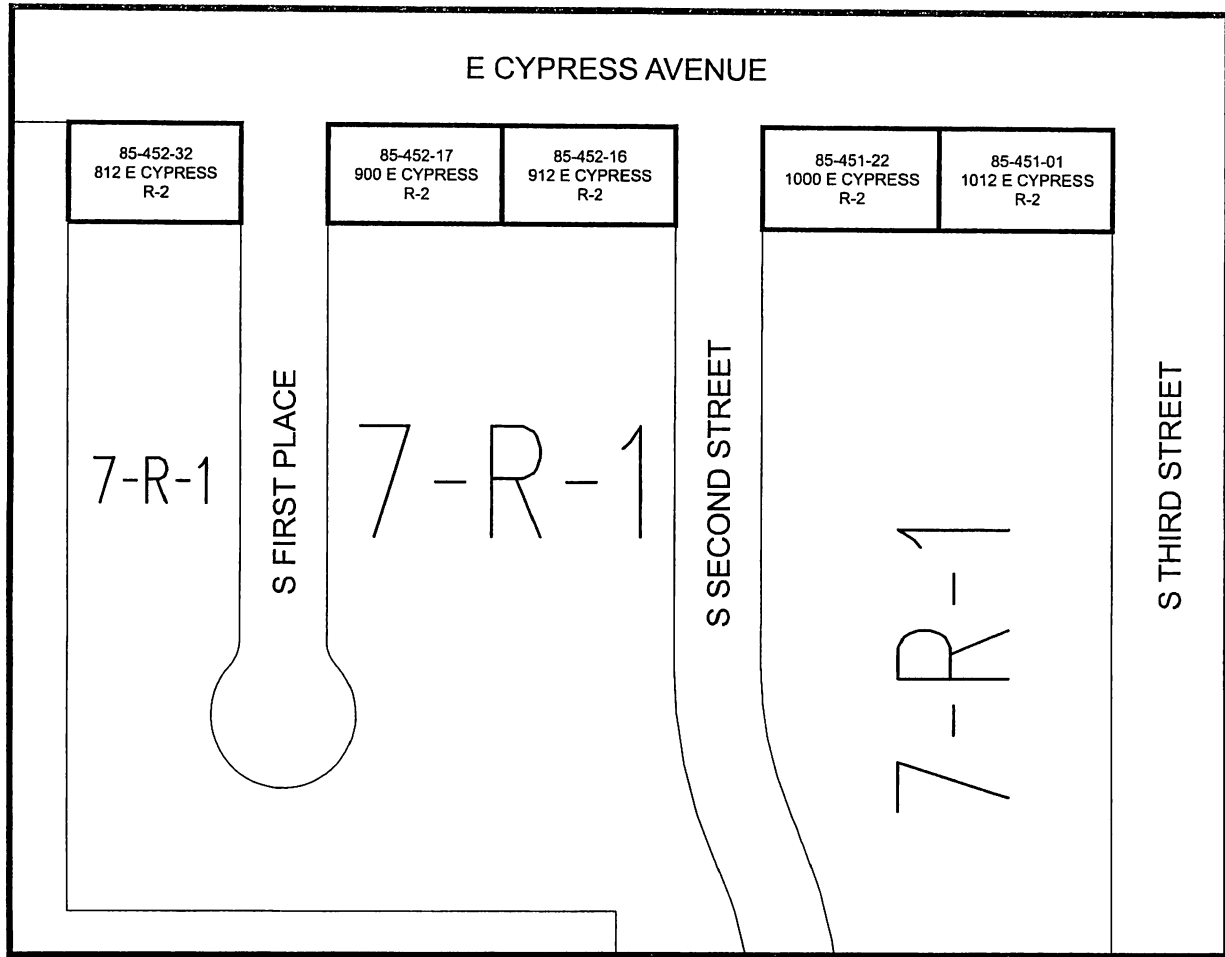 E CYPRESS AVENUE
85-452-32
812 E CYPRESS
R-2
85-452-17
900 E CYPRESS
R-2
85-452-16
912 E CYPRESS
R-2
85-451-22
1000 E CYPRESS
R-2
85-451-01
1012 E CYPRESS
R-2
7-R-1
S FIRST PLACE
7-R-1
S SECOND STREET
7-R-1
S THIRD STREET